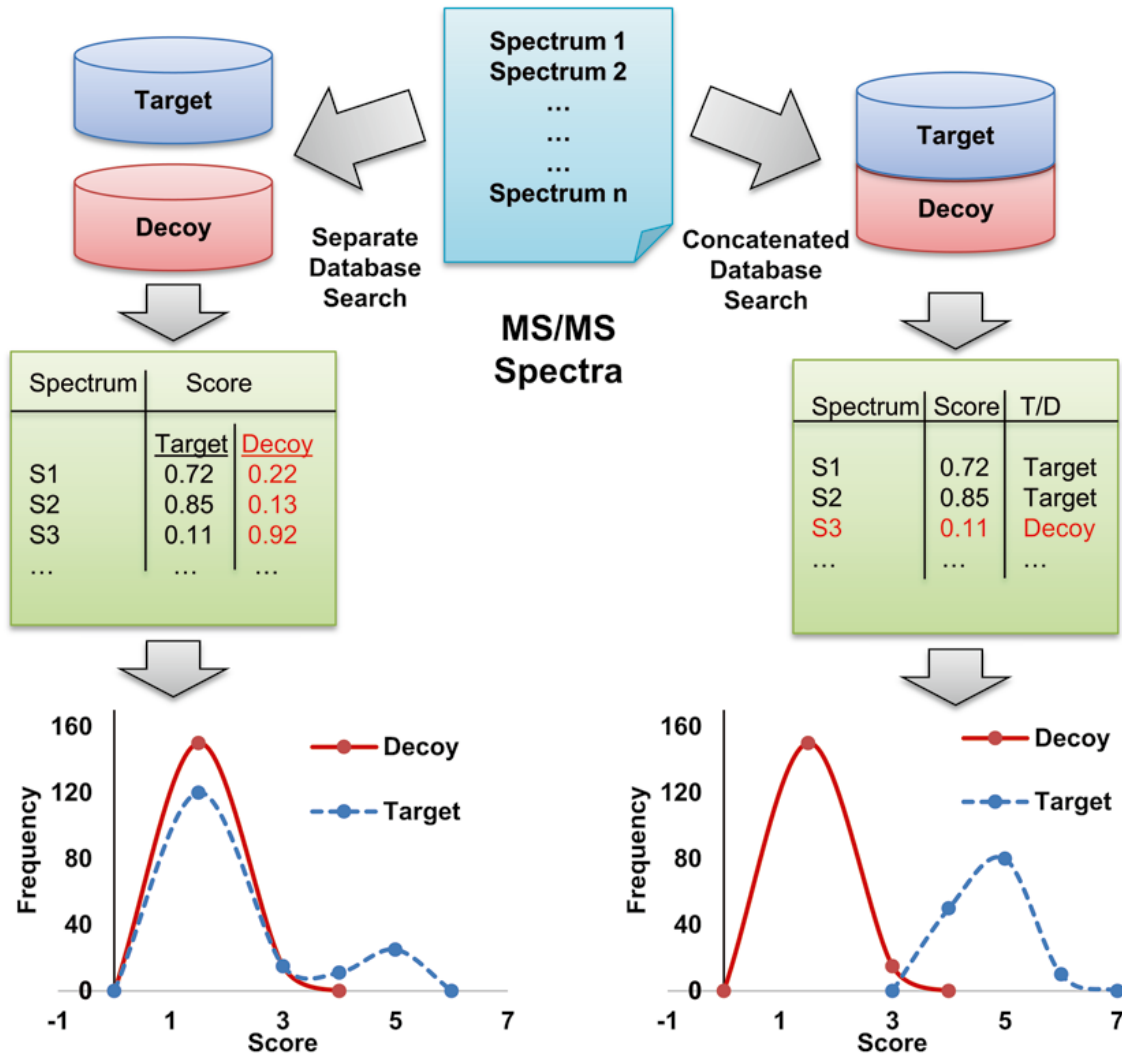 Spectrum 1
Spectrum 2
...
...
...
Spectrum n
Target
Decoy
Separate
Database
Search
Target
Decoy
Concatenated
Database
Search
MS/MS
Spectra
Spectrum Score
Target Decoy
S1 0.72 0.22
S2 0.85 0.13
S3 0.11 0.92
... ... ...
Spectrum Score T/D
S1 0.72 Target
S2 0.85 Target
S3 0.11 Decoy
... ... ...
160
120
80
40
0
Frequency
-1 1 3 5 7
Score
Decoy
Target
160
120
80
40
0
Frequency
-1 1 3 5 7
Score
Decoy
Target